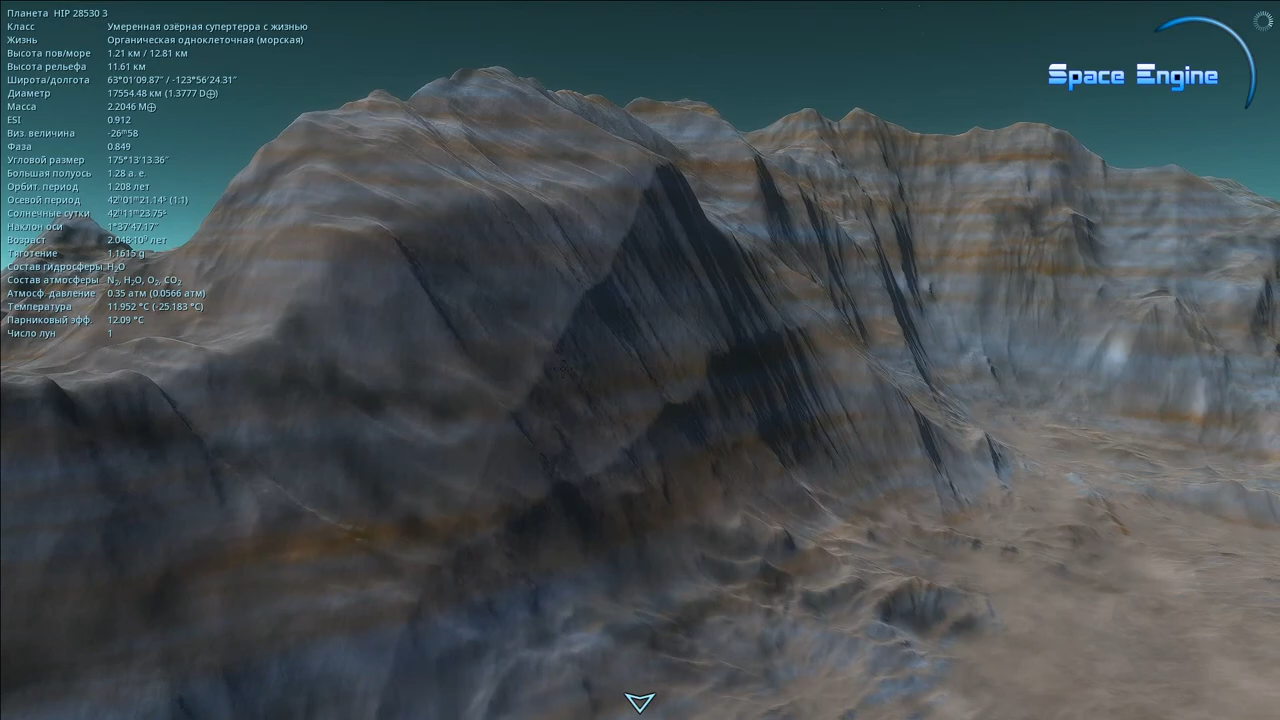 Планета HIP 28530 3
Класс Умеренная озёрная супертерра с жизнью
Жизнь Органическая одноклеточная (морская)
Высота пов/море 1.21 км / 12.81 км
Высота рельефа 11.61 км
Широта/долгота 63°01′09.87″ / -123°56′24.31″
Диаметр 17554.48 км (1.3777 D⊕)
Масса 2.2046 M⊕
ESI 0.912
Виз. величина -26ᵐ58
Фаза 0.849
Угловой размер 175°13′13.36″
Большая полуось 1.28 а. е.
Орбит. период 1.208 лет
Осевой период 42ʰ01ᵐ21.14ˢ (1:1)
Солнечные сутки 42ʰ11ᵐ23.75ˢ
Наклон оси 1°37′47.17″
Возраст лет
Тяготение 1.1615 g
Состав гидросферы H₂O
Состав атмосферы N₂, H₂O, O₂, CO₂
Атмосф. давление 0.35 атм (0.0566 атм)
Температура 11.952 °C (-25.183 °C)
Парниковый эфф. 12.09 °C
Число лун 1
Space Engine